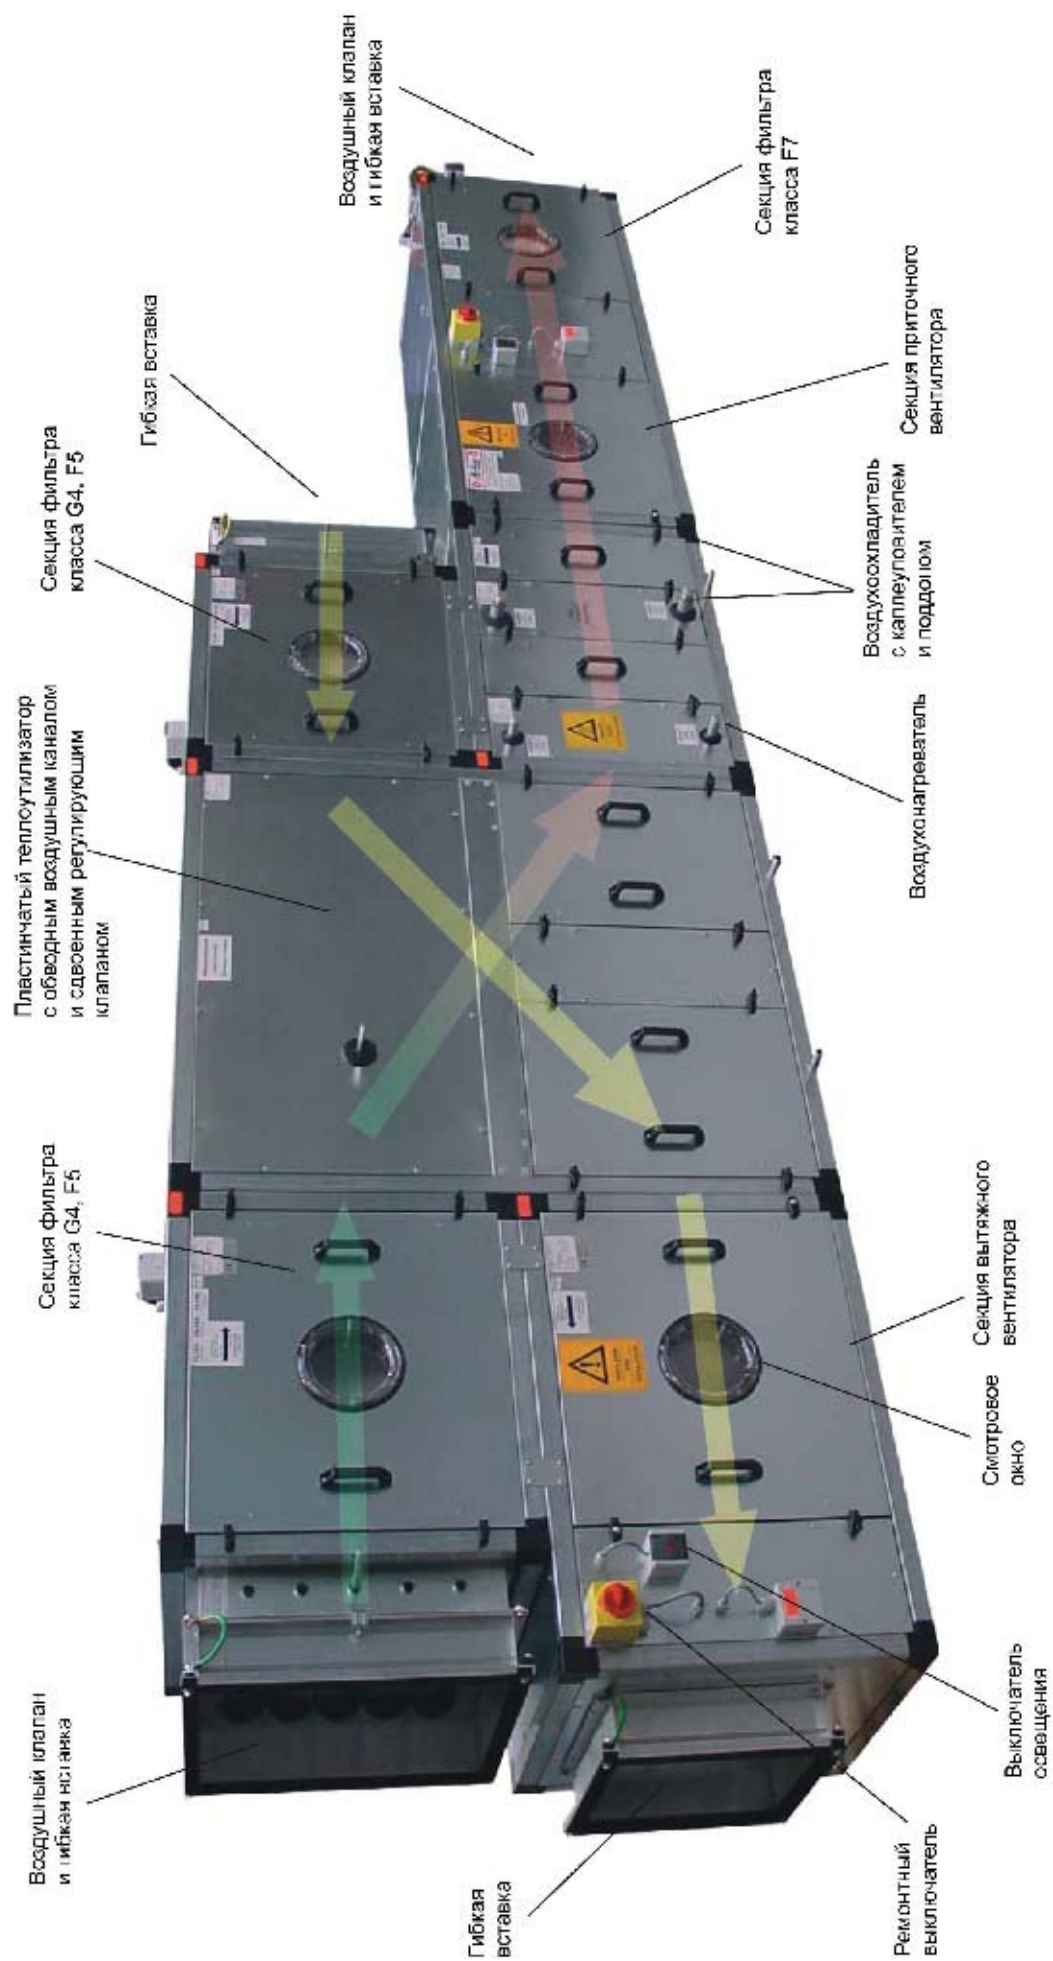 Воздушный клапан
и гибкая вставка
Секция фильтра
класса G4, F5
Пластинчатый теплоутилизатор
с обводным воздушным каналом
и сдвоенным регулирующим
клапаном
Секция фильтра
класса G4, F5
Гибкая вставка
Воздушный клапан
и гибкая вставка
Гибкая
вставка
Ремонтный
выключатель
Выключатель
освещения
Смотровое
окно
Секция вытяжного
вентилятора
Воздухонагреватель
Воздухоохладитель
с каплеуловителем
и поддоном
Секция приточного
вентилятора
Секция фильтра
класса F7